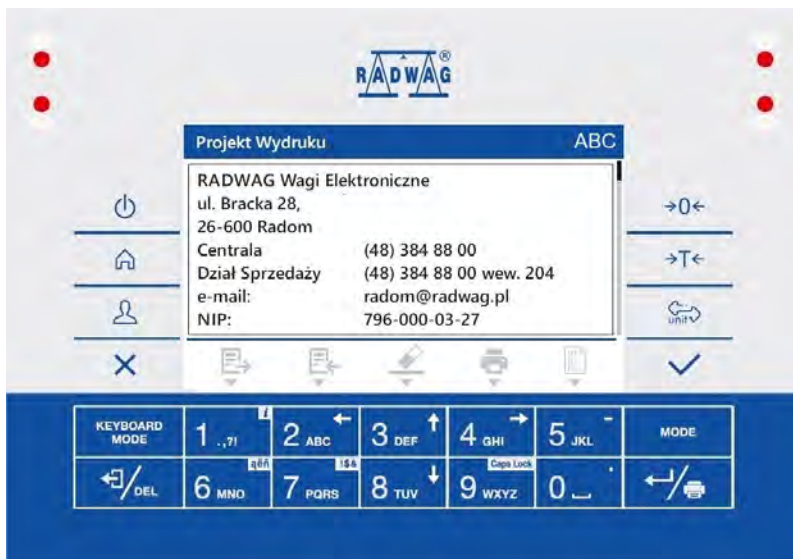 RADWAG®
Projekt Wydruku ABC
RADWAG Wagi Elektroniczne
ul. Bracka 28,
26-600 Radom
Centrala (48) 384 88 00
Dział Sprzedaży (48) 384 88 00 wew. 204
e-mail: radom@radwag.pl
NIP: 796-000-03-27
→0←
→T←
unit
KEYBOARD MODE
1 .,?! i
2 ABC ←
3 DEF ↑
4 GHI →
5 JKL -
MODE
/DEL
6 MNO ąěñ
7 PQRS !$&
8 TUV ↓
9 WXYZ Caps Lock
0 .